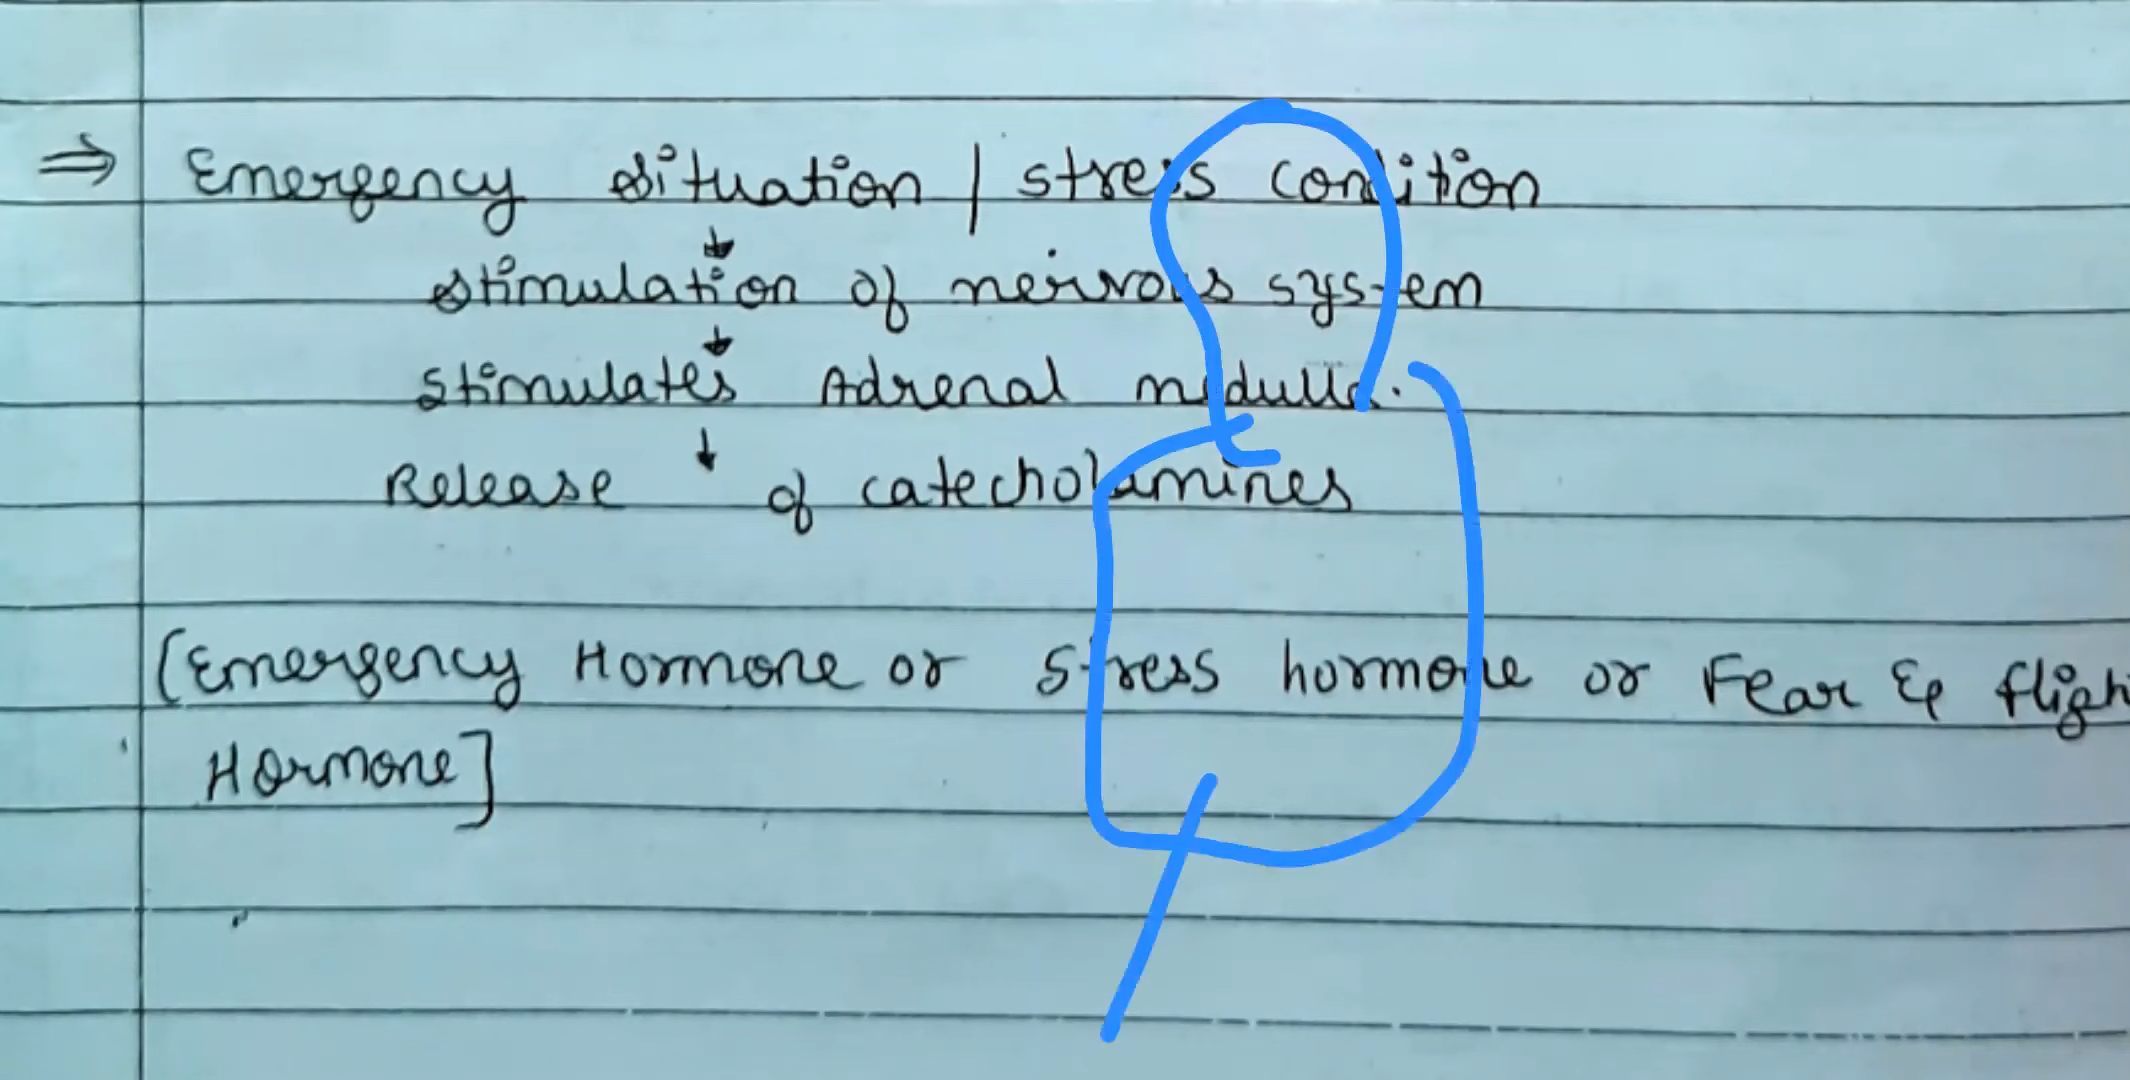 ⇒ Emergency situation / stress condition
↓
stimulation of nervous system
↓
stimulates Adrenal medulla.
↓
Release of catecholamines
(Emergency Hormone or stress hormone or Fear & fligh
Hormone]